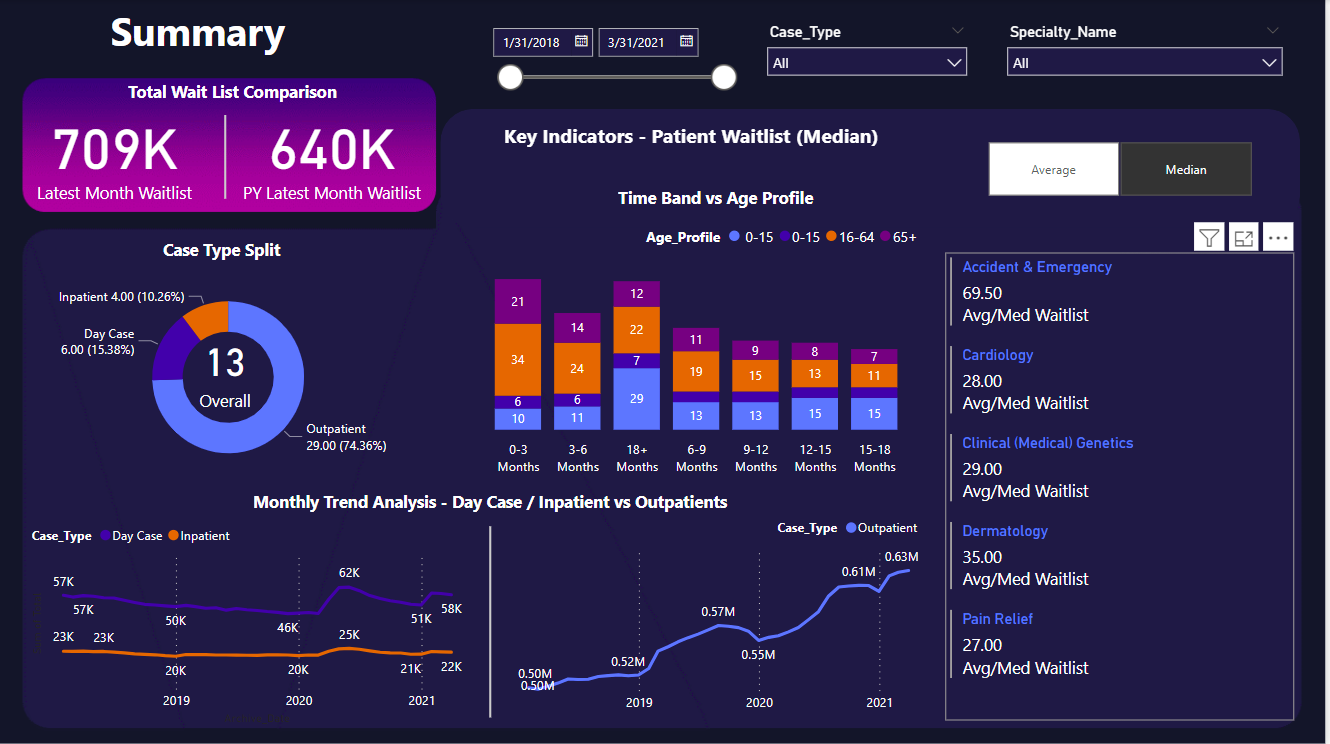 Summary
1/31/2018
3/31/2021
Case_Type
All
Specialty_Name
All
Total Wait List Comparison
709K
Latest Month Waitlist
640K
PY Latest Month Waitlist
Key Indicators - Patient Waitlist (Median)
Average
Median
Time Band vs Age Profile
Age_Profile 0-15 0-15 16-64 65+
21
34
6
10
14
24
6
11
12
22
7
29
11
19
13
9
15
13
8
13
15
7
11
15
0-3
Months
3-6
Months
18+
Months
6-9
Months
9-12
Months
12-15
Months
15-18
Months
Case Type Split
Inpatient 4.00 (10.26%)
Day Case
6.00 (15.38%)
13
Overall
Outpatient
29.00 (74.36%)
Accident & Emergency
69.50
Avg/Med Waitlist
Cardiology
28.00
Avg/Med Waitlist
Clinical (Medical) Genetics
29.00
Avg/Med Waitlist
Dermatology
35.00
Avg/Med Waitlist
Pain Relief
27.00
Avg/Med Waitlist
Monthly Trend Analysis - Day Case / Inpatient vs Outpatients
Case_Type Day Case Inpatient
57K
57K
50K
46K
62K
51K
58K
23K
23K
20K
20K
25K
21K
22K
2019
2020
2021
Case_Type Outpatient
0.50M
0.50M
0.52M
0.57M
0.55M
0.61M
0.63M
2019
2020
2021